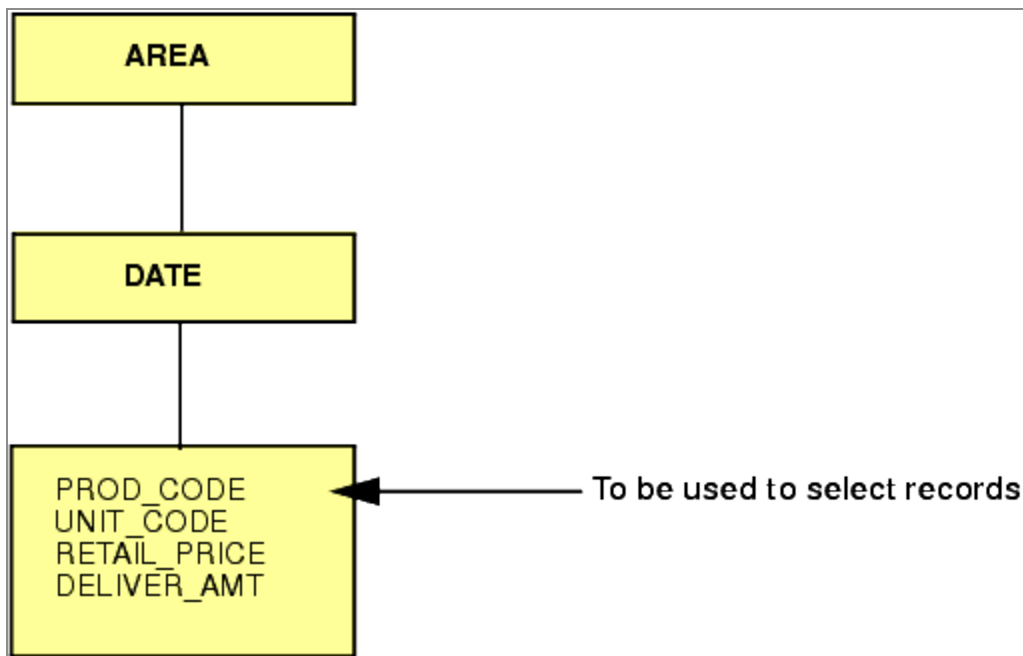 AREA
DATE
PROD_CODE
To be used to select records
UNIT_CODE
RETAIL_PRICE
DELIVER_AMT